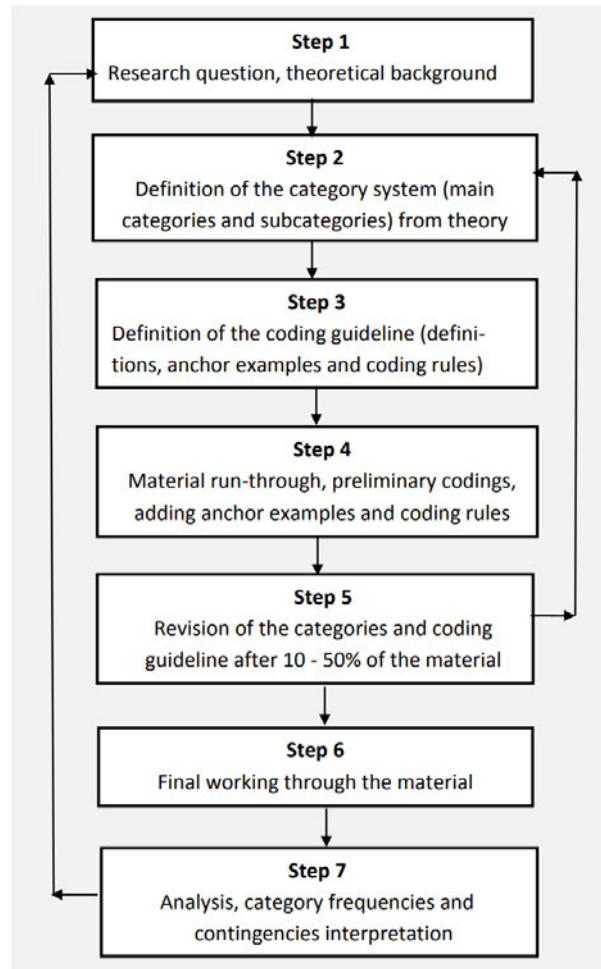 Step 1
Research question, theoretical background
Step 2
Definition of the category system (main
categories and subcategories) from theory
Step 3
Definition of the coding guideline (defini-
tions, anchor examples and coding rules)
Step 4
Material run-through, preliminary codings,
adding anchor examples and coding rules
Step 5
Revision of the categories and coding
guideline after 10 - 50% of the material
Step 6
Final working through the material
Step 7
Analysis, category frequencies and
contingencies interpretation